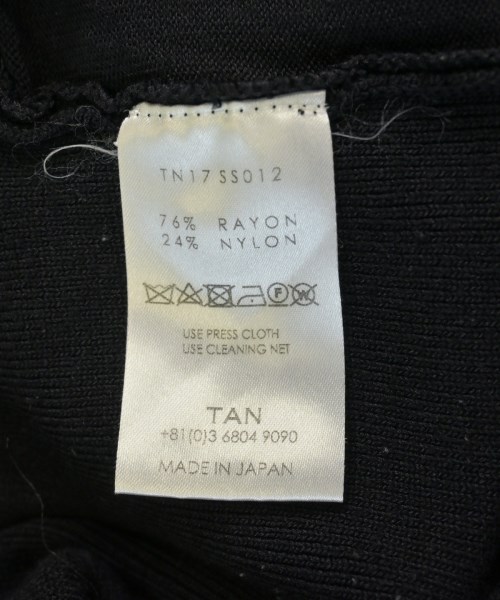 TN17SS012
76% RAYON
24% NYLON
F W
USE PRESS CLOTH
USE CLEANING NET
TAN
+81(0)3 6804 9090
MADE IN JAPAN